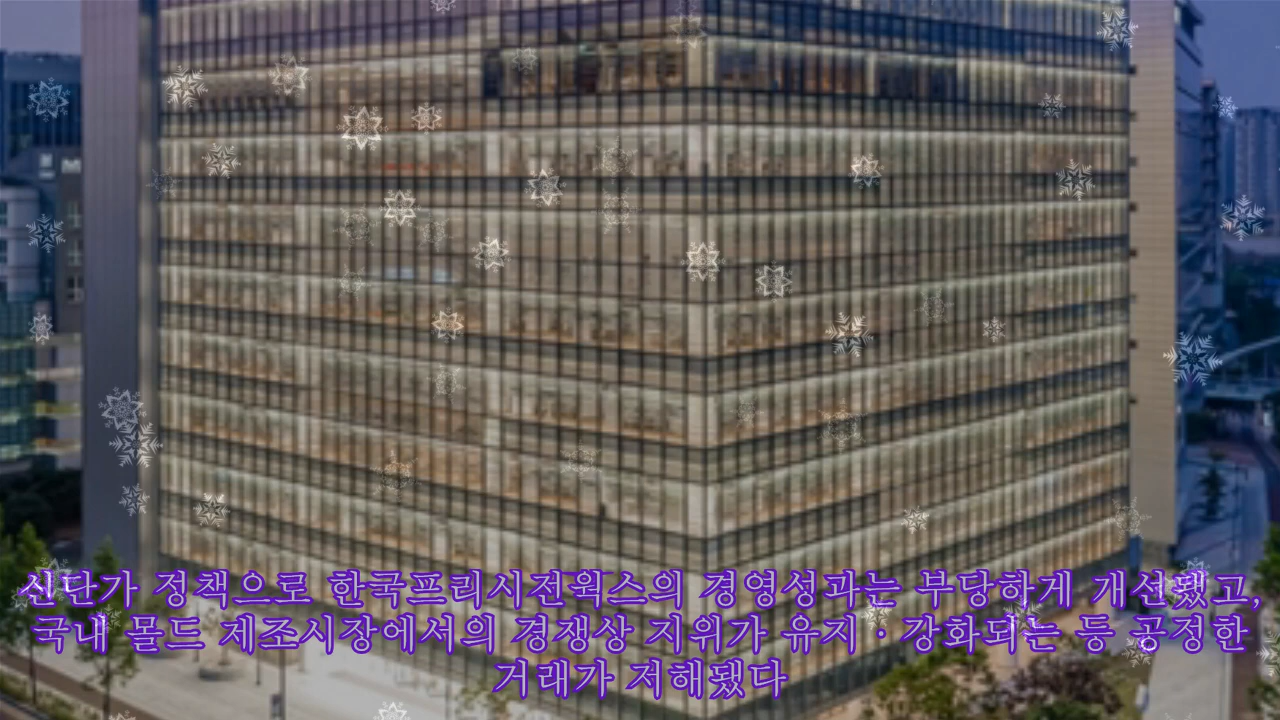 신단가 정책으로 한국프리시전웍스의 경영성과는 부당하게 개선됐고,
국내 몰드 제조시장에서의 경쟁상 지위가 유지·강화되는 등 공정한
거래가 저해됐다